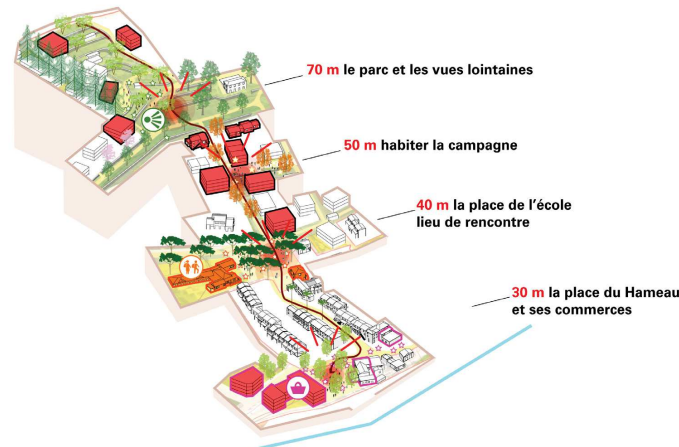 70 m le parc et les vues lointaines
50 m habiter la campagne
40 m la place de l'école
lieu de rencontre
30 m la place du Hameau
et ses commerces